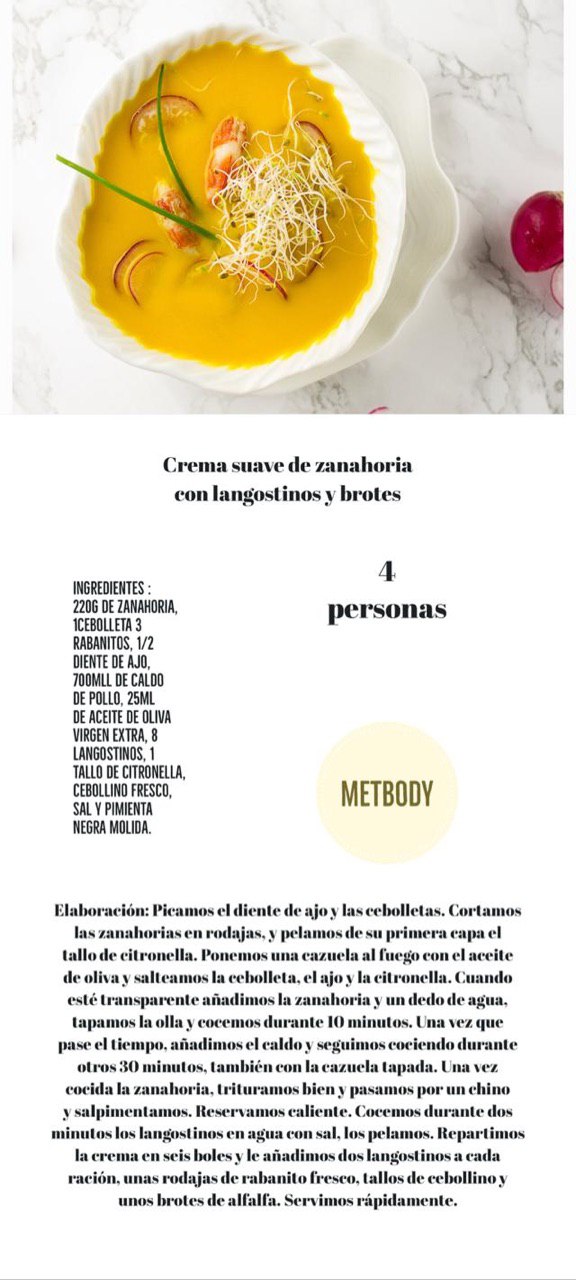 Crema suave de zanahoria
con langostinos y brotes
4
personas
INGREDIENTES :
220G DE ZANAHORIA,
1CEBOLLETA 3
RABANITOS, 1/2
DIENTE DE AJO,
700MLL DE CALDO
DE POLLO, 25ML
DE ACEITE DE OLIVA
VIRGEN EXTRA, 8
LANGOSTINOS, 1
TALLO DE CITRONELLA,
CEBOLLINO FRESCO,
SAL Y PIMIENTA
NEGRA MOLIDA.
METBODY
Elaboración: Picamos el diente de ajo y las cebolletas. Cortamos
las zanahorias en rodajas, y pelamos de su primera capa el
tallo de citronella. Ponemos una cazuela al fuego con el aceite
de oliva y salteamos la cebolleta, el ajo y la citronella. Cuando
esté transparente añadimos la zanahoria y un dedo de agua,
tapamos la olla y cocemos durante 10 minutos. Una vez que
pase el tiempo, añadimos el caldo y seguimos cociendo durante
otros 30 minutos, también con la cazuela tapada. Una vez
cocida la zanahoria, trituramos bien y pasamos por un chino
y salpimentamos. Reservamos caliente. Cocemos durante dos
minutos los langostinos en agua con sal, los pelamos. Repartimos
la crema en seis boles y le añadimos dos langostinos a cada
ración, unas rodajas de rabanito fresco, tallos de cebollino y
unos brotes de alfalfa. Servimos rápidamente.